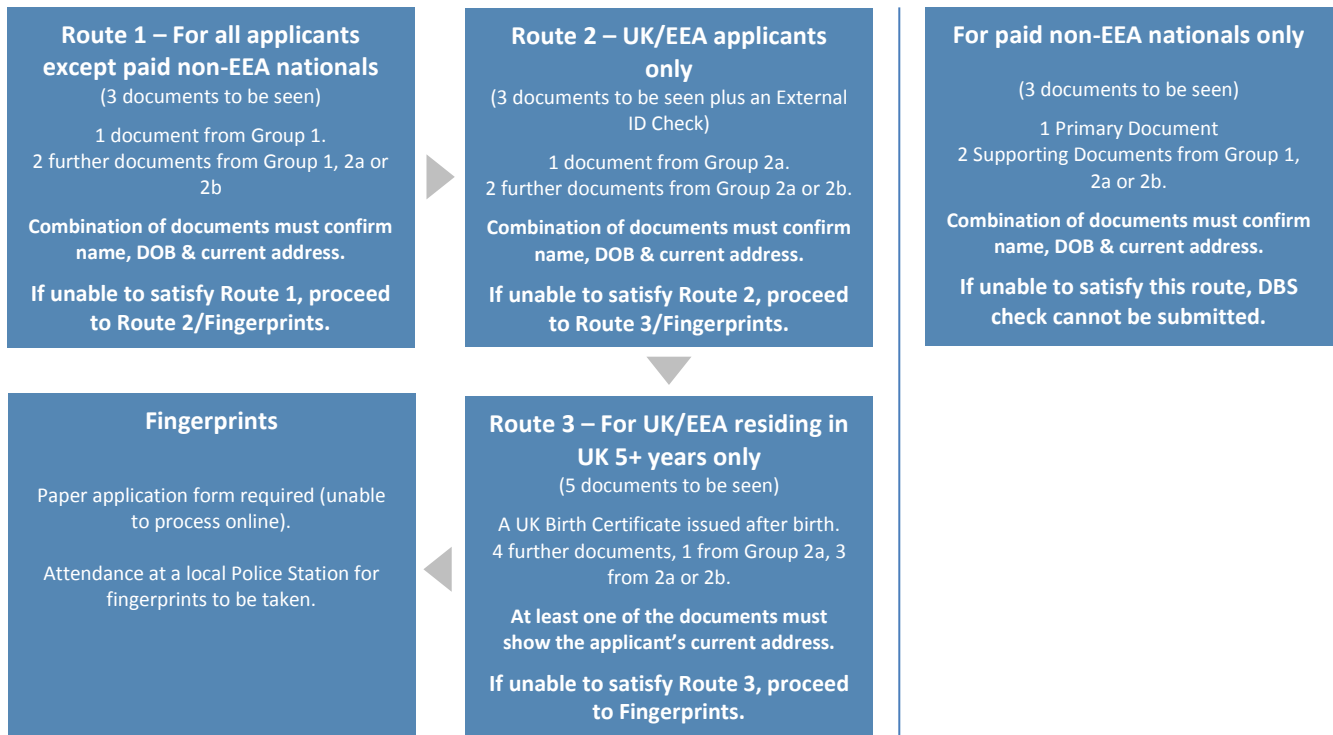 Route 1 – For all applicants
except paid non-EEA nationals
(3 documents to be seen)
1 document from Group 1.
2 further documents from Group 1, 2a or
2b
Combination of documents must confirm
name, DOB & current address.
If unable to satisfy Route 1, proceed
to Route 2/Fingerprints.
Route 2 – UK/EEA applicants
only
(3 documents to be seen plus an External
ID Check)
1 document from Group 2a.
2 further documents from Group 2a or 2b.
Combination of documents must confirm
name, DOB & current address.
If unable to satisfy Route 2, proceed
to Route 3/Fingerprints.
For paid non-EEA nationals only
(3 documents to be seen)
1 Primary Document
2 Supporting Documents from Group 1,
2a or 2b.
Combination of documents must confirm
name, DOB & current address.
If unable to satisfy this route, DBS
check cannot be submitted.
Fingerprints
Paper application form required (unable
to process online).
Attendance at a local Police Station for
fingerprints to be taken.
Route 3 – For UK/EEA residing in
UK 5+ years only
(5 documents to be seen)
A UK Birth Certificate issued after birth.
4 further documents, 1 from Group 2a, 3
from 2a or 2b.
At least one of the documents must
show the applicant's current address.
If unable to satisfy Route 3, proceed
to Fingerprints.